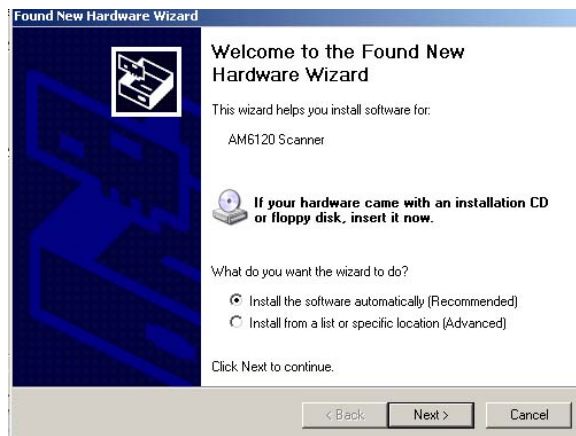 Found New Hardware Wizard
Welcome to the Found New
Hardware Wizard
This wizard helps you install software for:
AM6120 Scanner
If your hardware came with an installation CD
or floppy disk, insert it now.
What do you want the wizard to do?
Install the software automatically (Recommended)
Install from a list or specific location (Advanced)
Click Next to continue.
< Back Next > Cancel